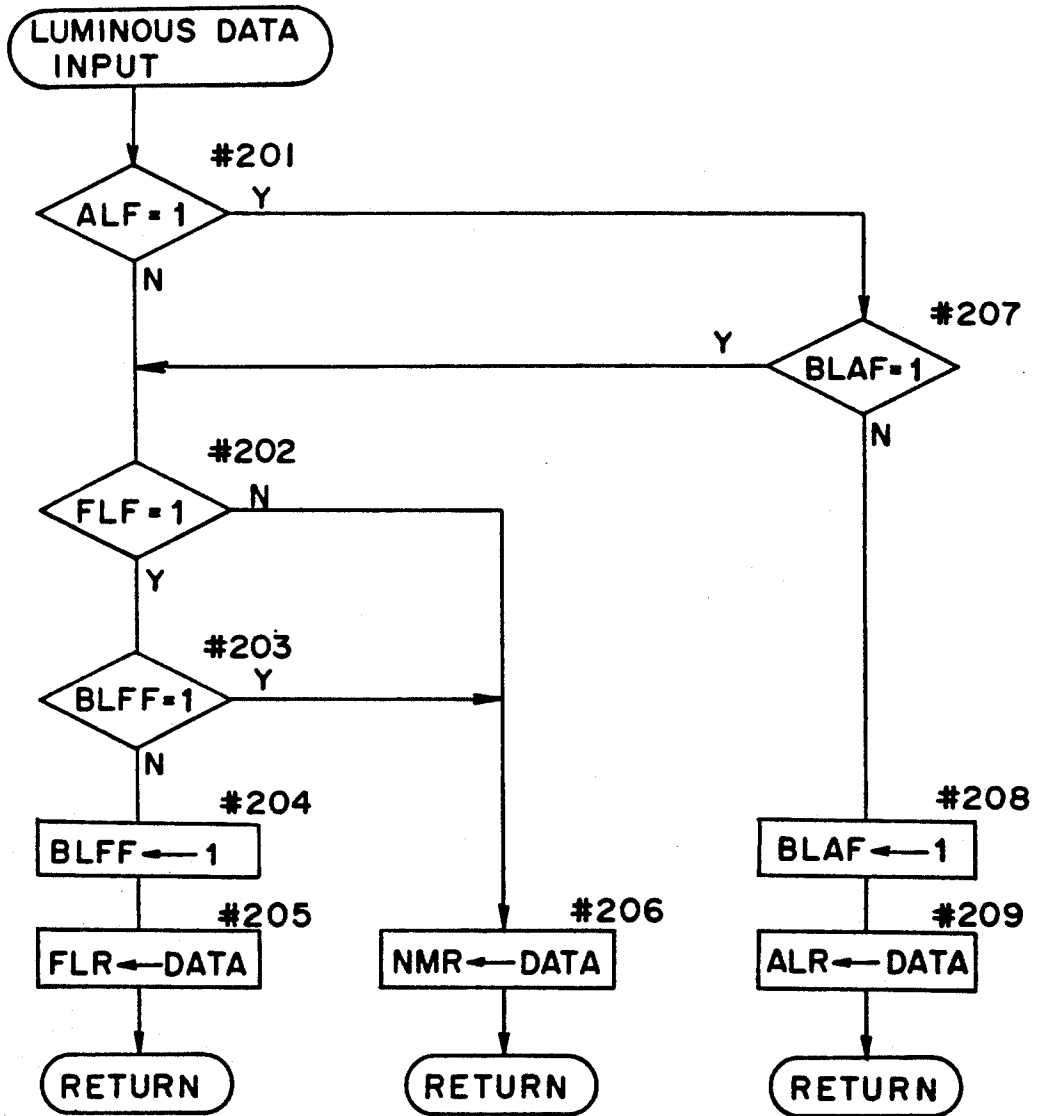 LUMINOUS DATA
INPUT
#201
ALF = 1
Y
N
#207
BLAF = 1
Y
N
#202
FLF = 1
N
Y
#203
BLFF = 1
Y
N
#204
BLFF ← 1
#208
BLAF ← 1
#205
FLR ← DATA
#206
NMR ← DATA
#209
ALR ← DATA
RETURN
RETURN
RETURN